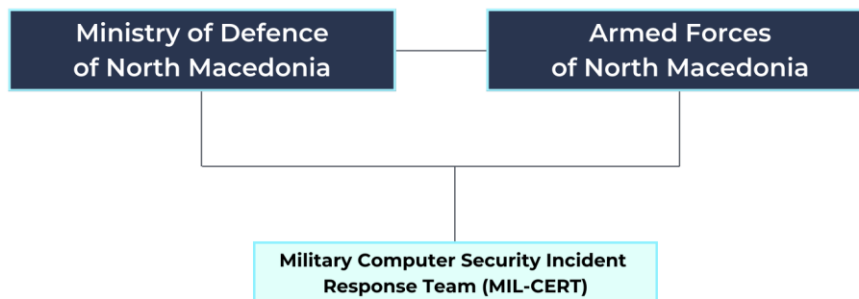 Ministry of Defence
of North Macedonia
Armed Forces
of North Macedonia
Military Computer Security Incident
Response Team (MIL-CERT)